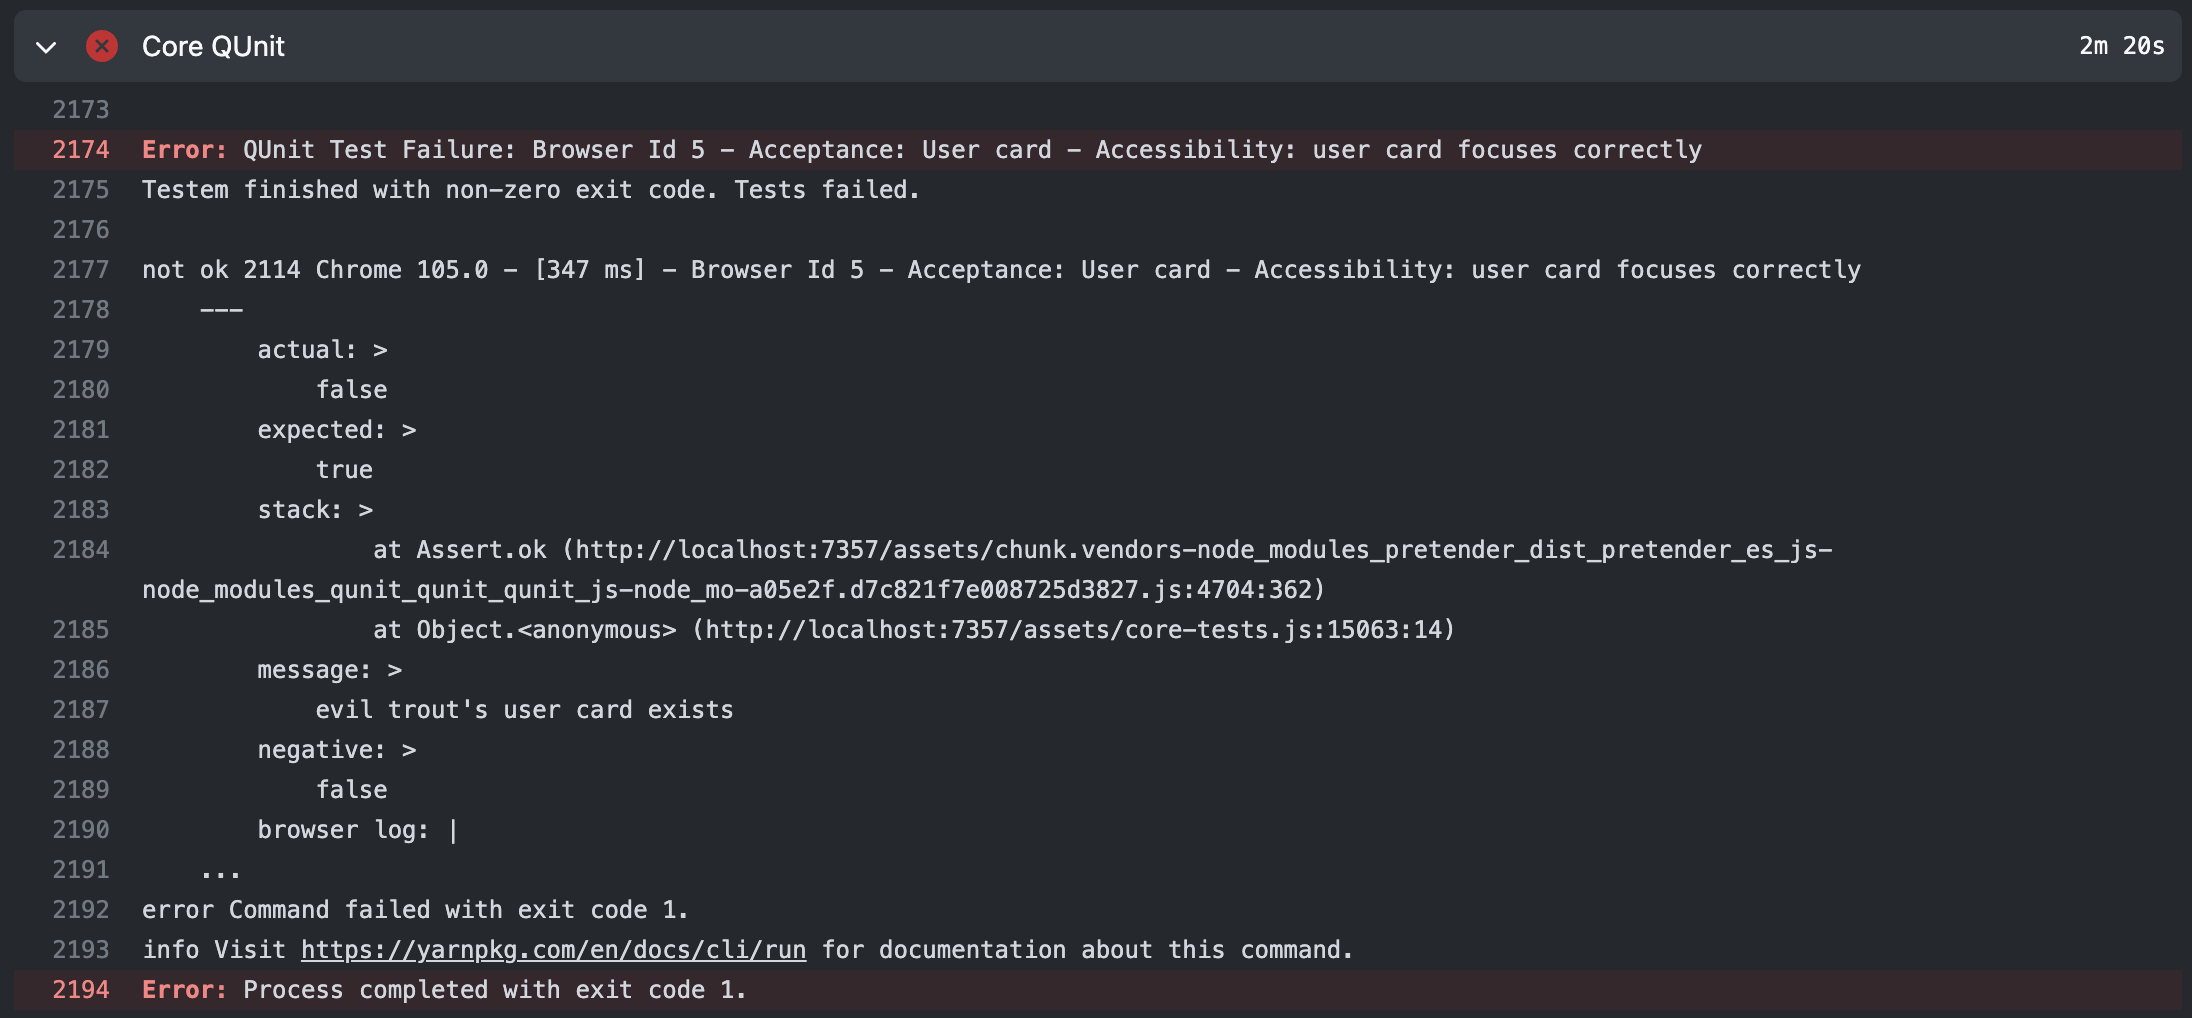 Core QUnit
2m 20s
2173
2174 Error: QUnit Test Failure: Browser Id 5 - Acceptance: User card - Accessibility: user card focuses correctly
2175 Testem finished with non-zero exit code. Tests failed.
2176
2177 not ok 2114 Chrome 105.0 - [347 ms] - Browser Id 5 - Acceptance: User card - Accessibility: user card focuses correctly
2178     ---
2179         actual: >
2180             false
2181         expected: >
2182             true
2183         stack: >
2184                 at Assert.ok (http://localhost:7357/assets/chunk.vendors-node_modules_pretender_dist_pretender_es_js-
node_modules_qunit_qunit_qunit_js-node_mo-a05e2f.d7c821f7e008725d3827.js:4704:362)
2185                 at Object.<anonymous> (http://localhost:7357/assets/core-tests.js:15063:14)
2186         message: >
2187             evil trout's user card exists
2188         negative: >
2189             false
2190         browser log: |
2191     ...
2192 error Command failed with exit code 1.
2193 info Visit https://yarnpkg.com/en/docs/cli/run for documentation about this command.
2194 Error: Process completed with exit code 1.